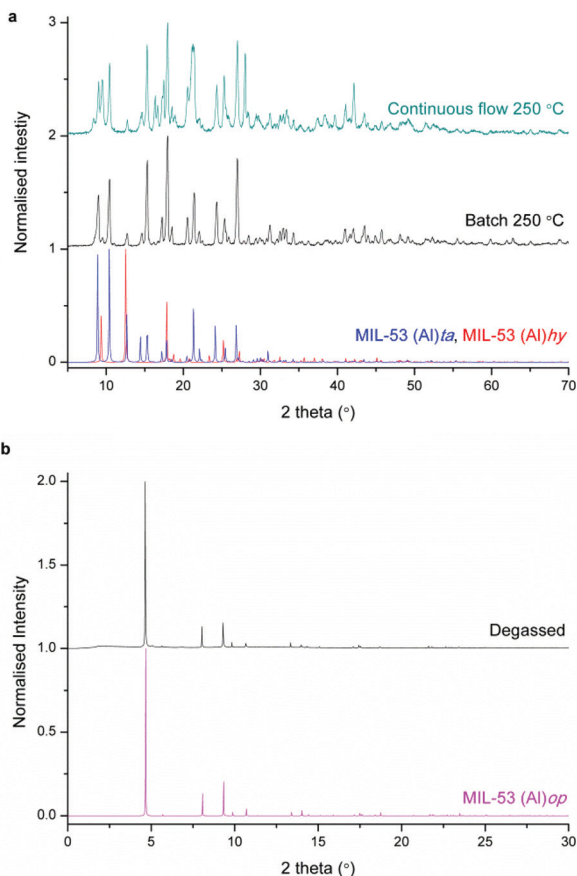 a
3
Continuous flow 250 °C
2
Normalised intestiy
Batch 250 °C
1
MIL-53 (Al)ta, MIL-53 (Al)hy
0
10 20 30 40 50 60 70
2 theta (°)
b
2.0
1.5
Normalised Intensity
Degassed
1.0
0.5
MIL-53 (Al)op
0.0
0 5 10 15 20 25 30
2 theta (°)